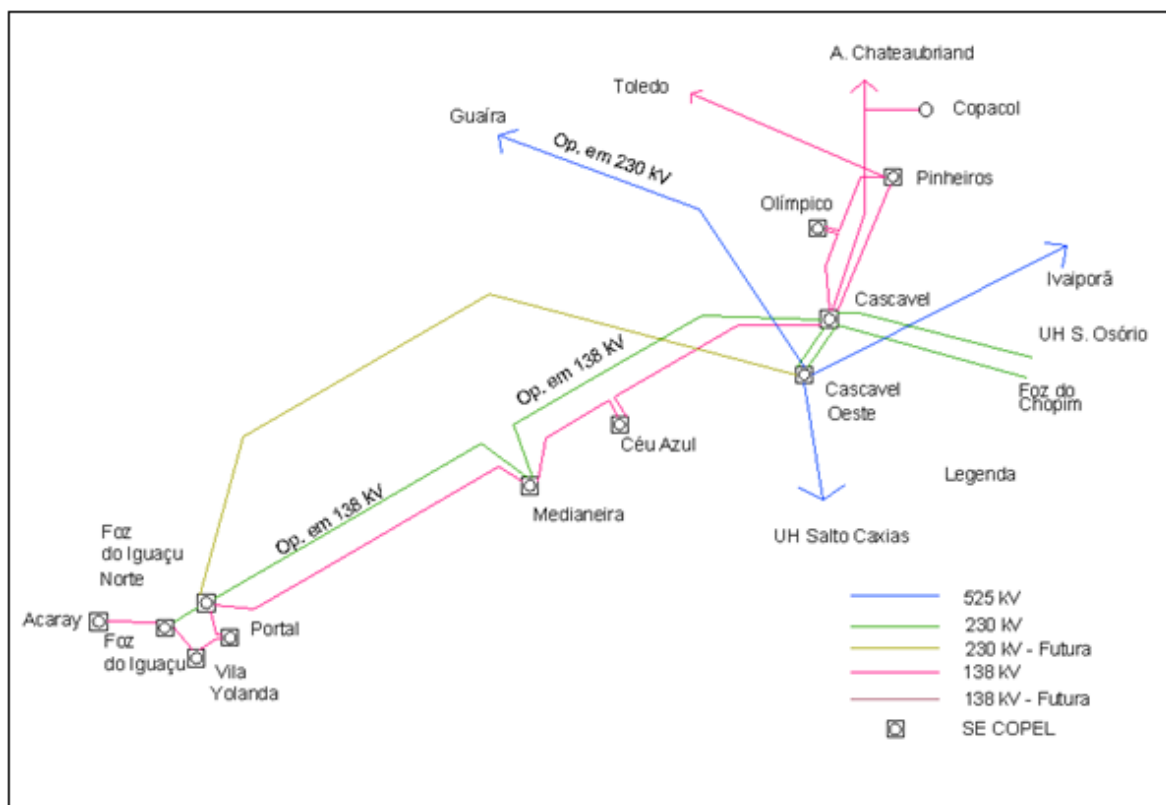 A. Chateaubriand
Toledo
Copacol
Guaíra
Op. em 230 kV
Pinheiros
Olímpico
Ivaiporã
Cascavel
UH S. Osório
Op. em 138 kV
Cascavel
Oeste
Foz do
Chopim
Céu Azul
Legenda
Medianeira
Op. em 138 kV
UH Salto Caxias
Foz
do Iguaçu
Norte
525 kV
Acaray
Portal
230 kV
Foz
do Iguaçu
230 kV - Futura
Vila
Yolanda
138 kV
138 kV - Futura
SE COPEL